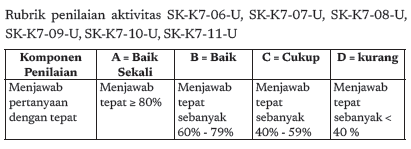 Rubrik penilaian aktivitas SK-K7-06-U, SK-K7-07-U, SK-K7-08-U,
SK-K7-09-U, SK-K7-10-U, SK-K7-11-U
Komponen Penilaian | A = Baik Sekali | B = Baik | C = Cukup | D = kurang
Menjawab pertanyaan dengan tepat | Menjawab tepat ≥ 80% | Menjawab tepat sebanyak 60% - 79% | Menjawab tepat sebanyak 40% - 59% | Menjawab tepat sebanyak < 40 %